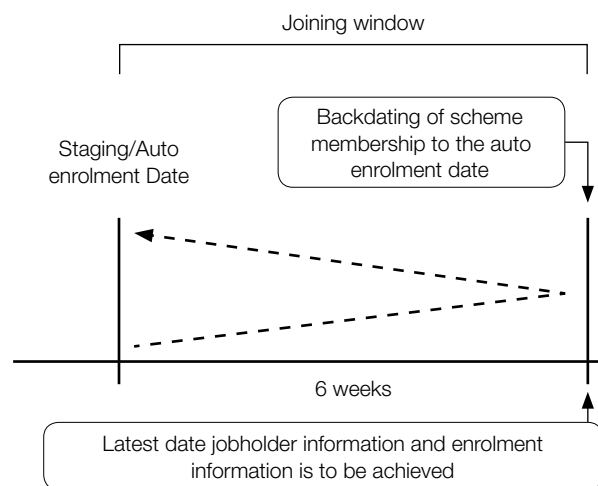 Joining window
Backdating of scheme
membership to the auto
enrolment date
Staging/Auto
enrolment Date
6 weeks
Latest date jobholder information and enrolment
information is to be achieved